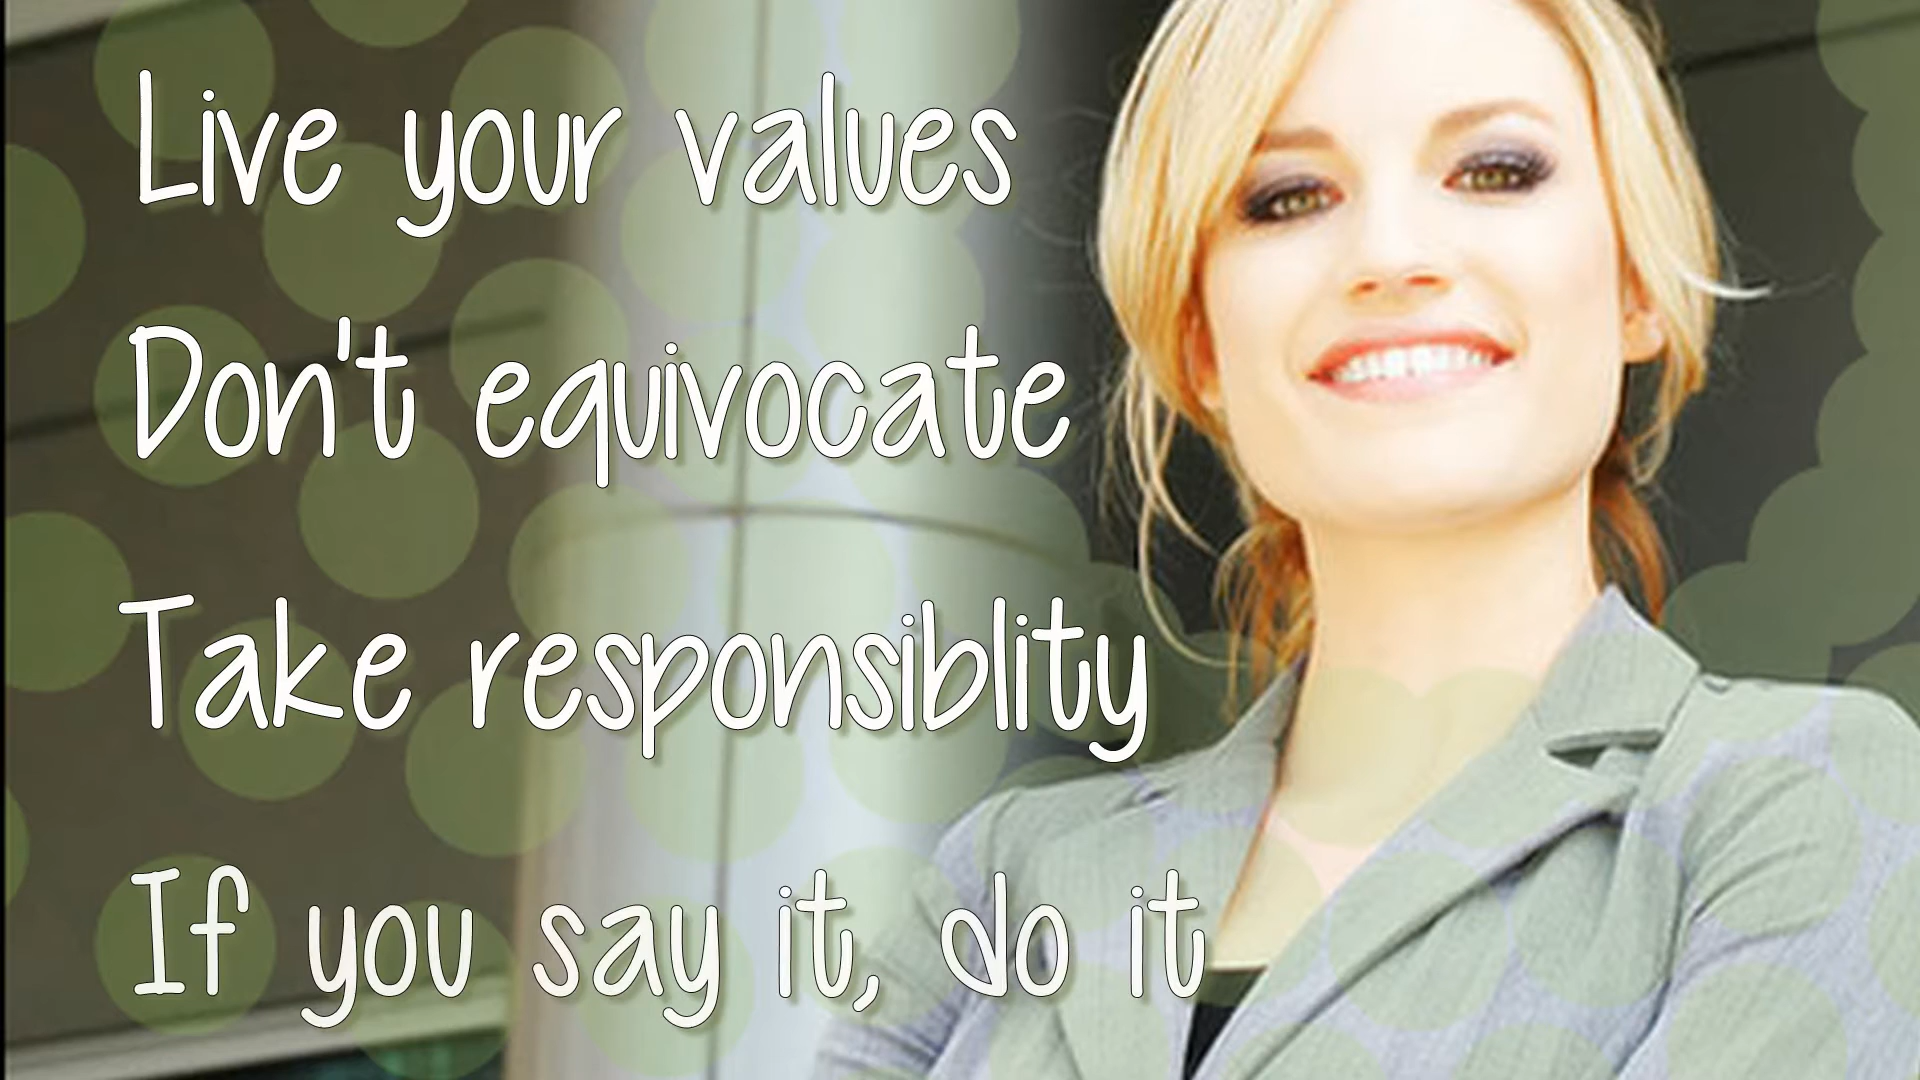 Live your values
Don't equivocate
Take responsiblity
If you say it, do it